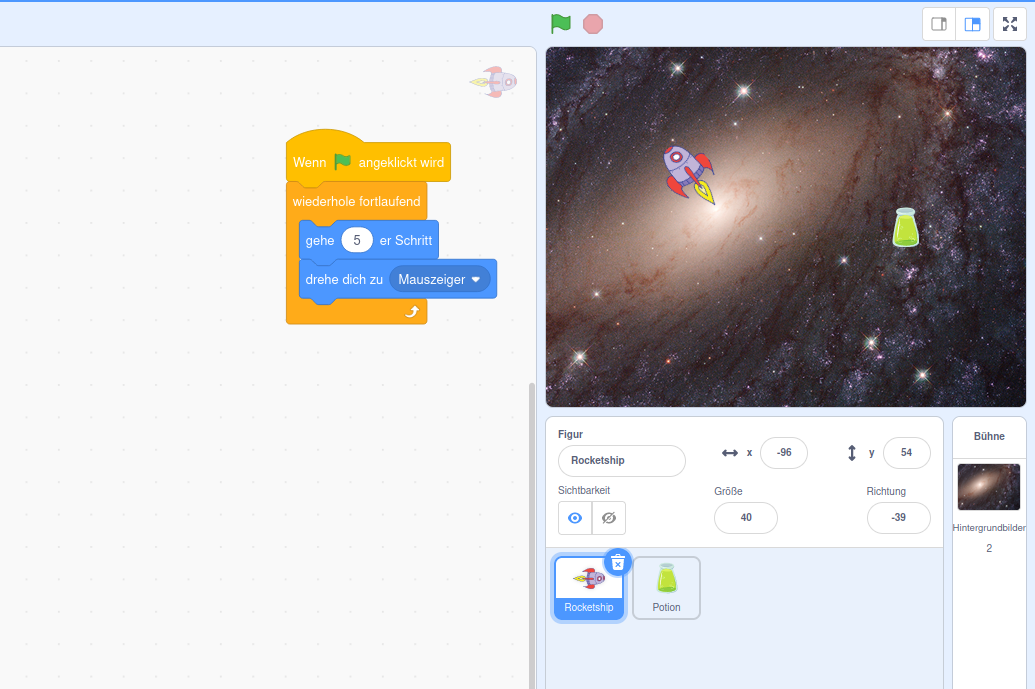 Wenn angeklickt wird
wiederhole fortlaufend
gehe 5 er Schritt
drehe dich zu Mauszeiger
Figur
Rocketship
x -96
y 54
Sichtbarkeit
Größe
40
Richtung
-39
Rocketship
Potion
Bühne
Hintergrundbilder
2